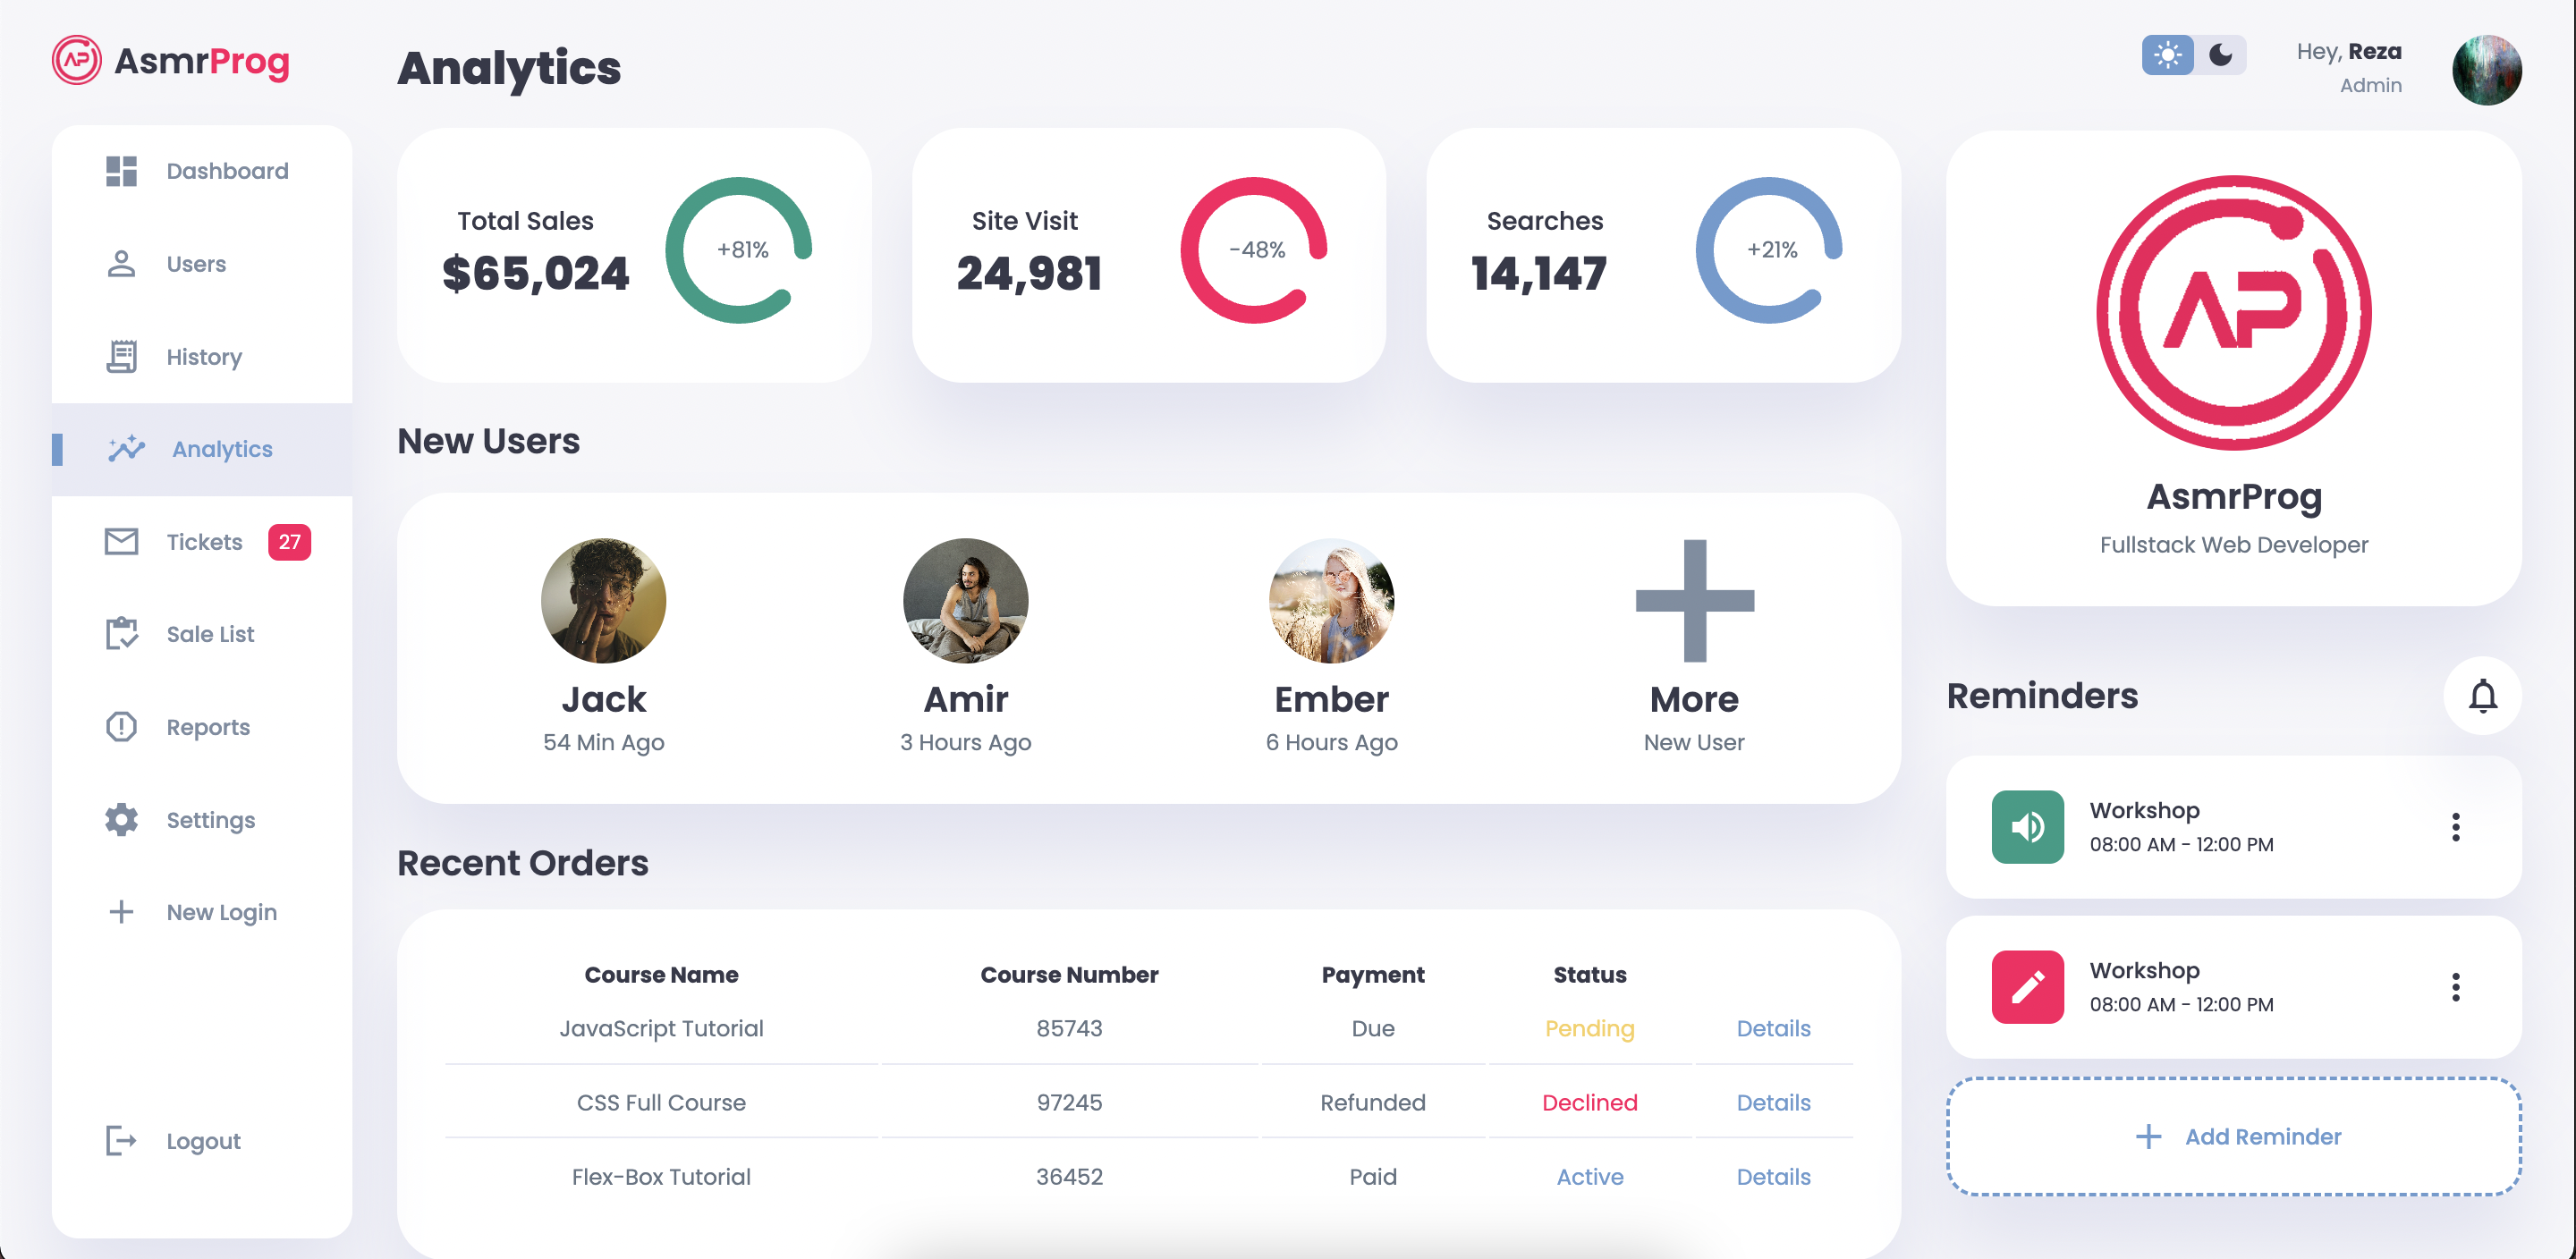 AsmrProg
Dashboard
Users
History
Analytics
Tickets 27
Sale List
Reports
Settings
New Login
Logout
Analytics
Total Sales
$65,024
+81%
Site Visit
24,981
-48%
Searches
14,147
+21%
New Users
Jack
54 Min Ago
Amir
3 Hours Ago
Ember
6 Hours Ago
More
New User
Recent Orders
Course Name Course Number Payment Status
JavaScript Tutorial 85743 Due Pending Details
CSS Full Course 97245 Refunded Declined Details
Flex-Box Tutorial 36452 Paid Active Details
Hey, Reza
Admin
AP
AsmrProg
Fullstack Web Developer
Reminders
Workshop
08:00 AM - 12:00 PM
Workshop
08:00 AM - 12:00 PM
Add Reminder